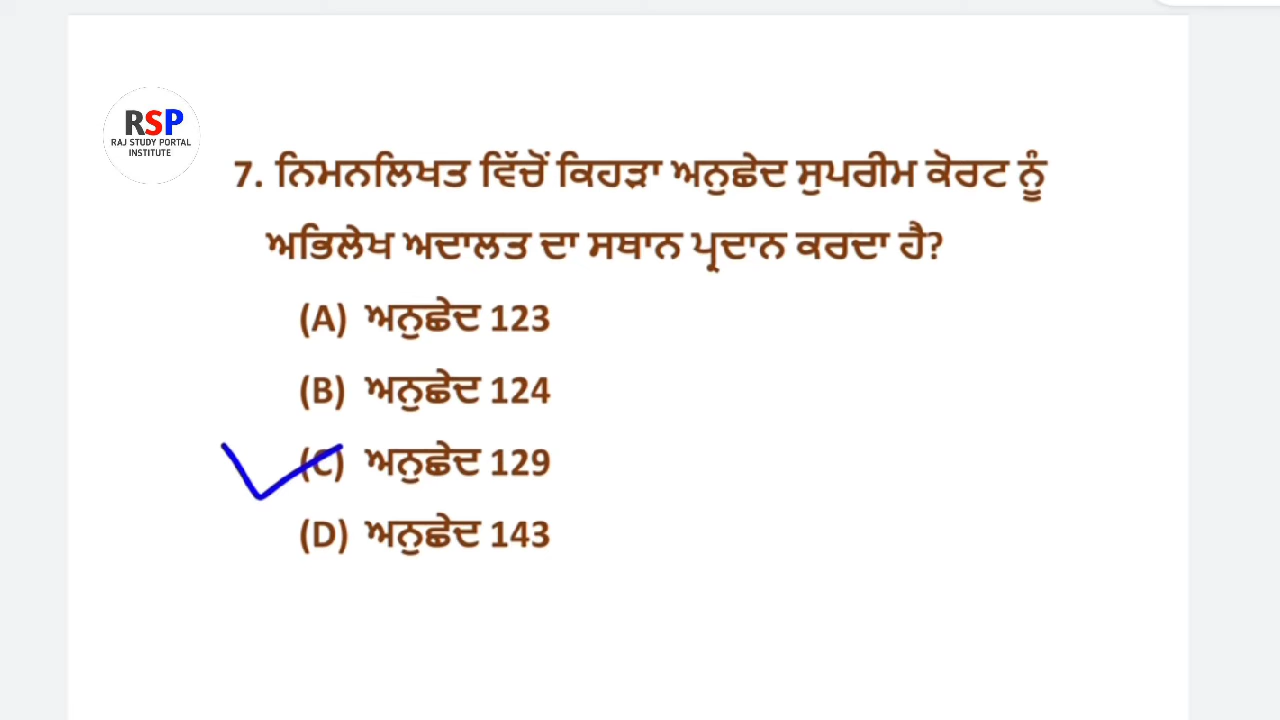 RSP
RAJ STUDY PORTAL
INSTITUTE
7. ਨਿਮਨਲਿਖਤ ਵਿੱਚੋਂ ਕਿਹੜਾ ਅਨੁਛੇਦ ਸੁਪਰੀਮ ਕੋਰਟ ਨੂੰ
ਅਭਿਲੇਖ ਅਦਾਲਤ ਦਾ ਸਥਾਨ ਪ੍ਰਦਾਨ ਕਰਦਾ ਹੈ?
(A) ਅਨੁਛੇਦ 123
(B) ਅਨੁਛੇਦ 124
(C) ਅਨੁਛੇਦ 129
(D) ਅਨੁਛੇਦ 143